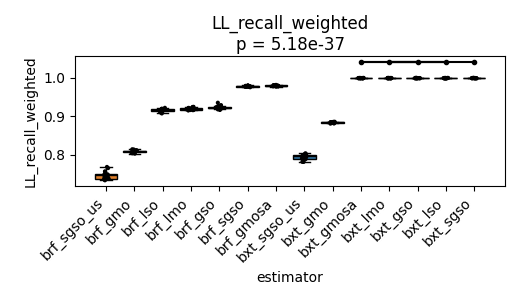 LL_recall_weighted
p = 5.18e-37
LL_recall_weighted
1.0
0.9
0.8
brf_sgso_us
brf_gmo
brf_lso
brf_lmo
brf_gso
brf_sgso
brf_gmosa
bxt_sgso_us
bxt_gmo
bxt_gmosa
bxt_lmo
bxt_gso
bxt_lso
bxt_sgso
estimator